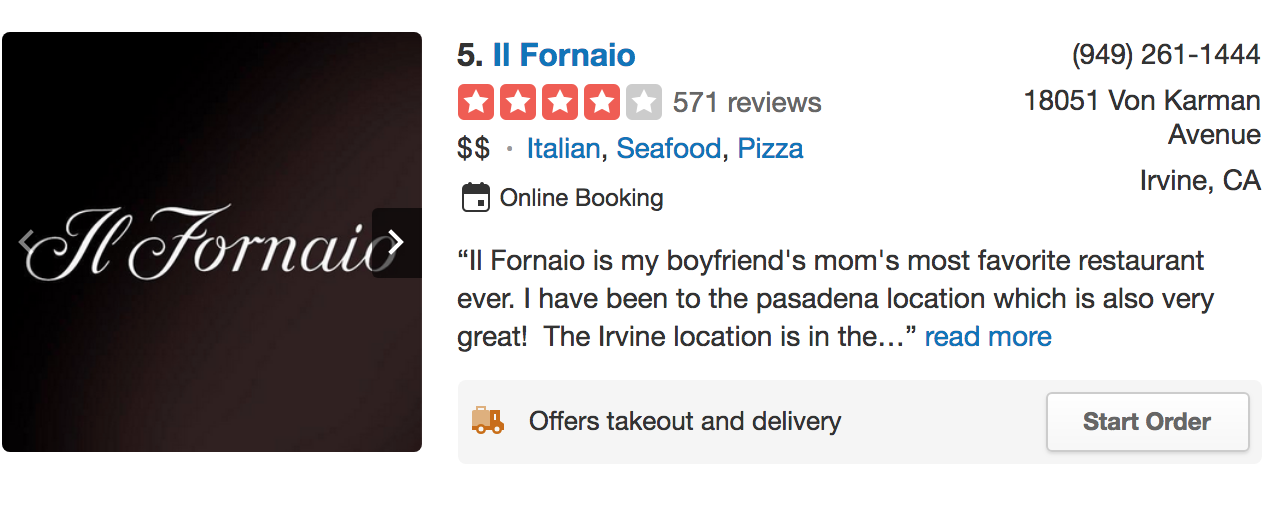 Il Fornaio
5. Il Fornaio
571 reviews
$$ · Italian, Seafood, Pizza
Online Booking
(949) 261-1444
18051 Von Karman
Avenue
Irvine, CA
“Il Fornaio is my boyfriend's mom's most favorite restaurant
ever. I have been to the pasadena location which is also very
great!  The Irvine location is in the…” read more
Offers takeout and delivery
Start Order